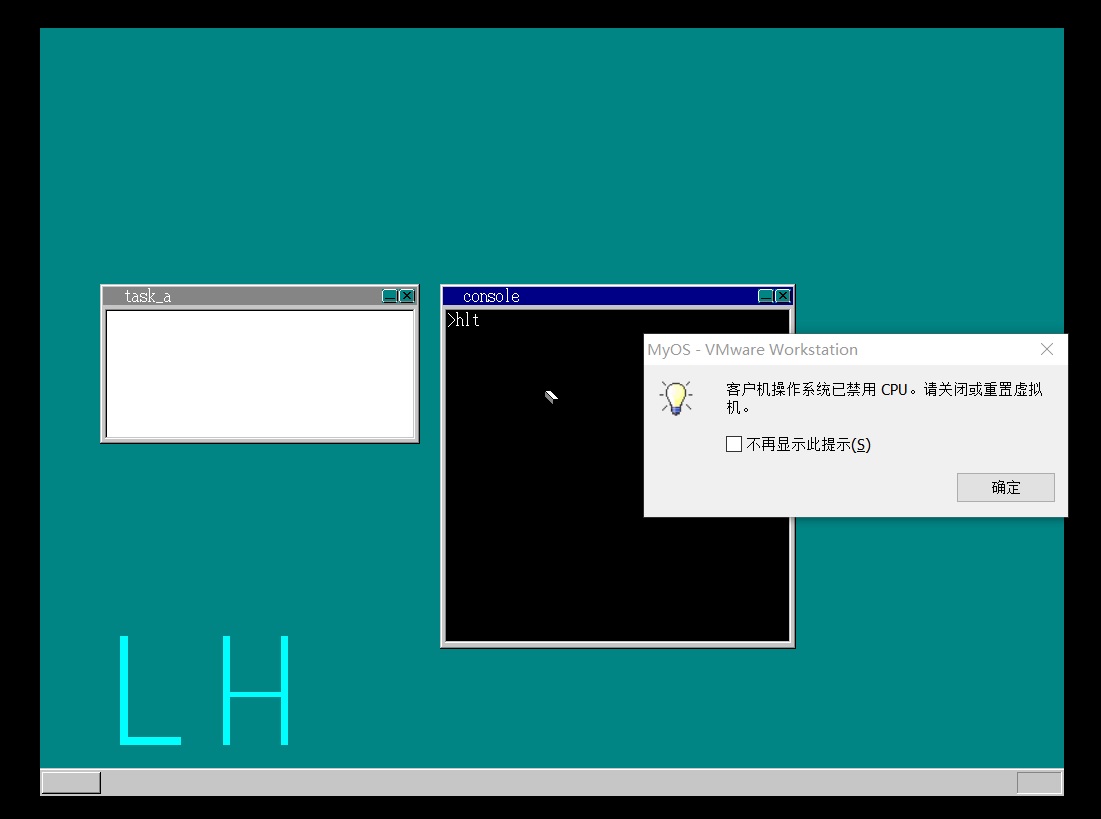 task_a
console
>hlt
MyOS - VMware Workstation
客户机操作系统已禁用 CPU。请关闭或重置虚拟
机。
不再显示此提示(S)
确定
L H